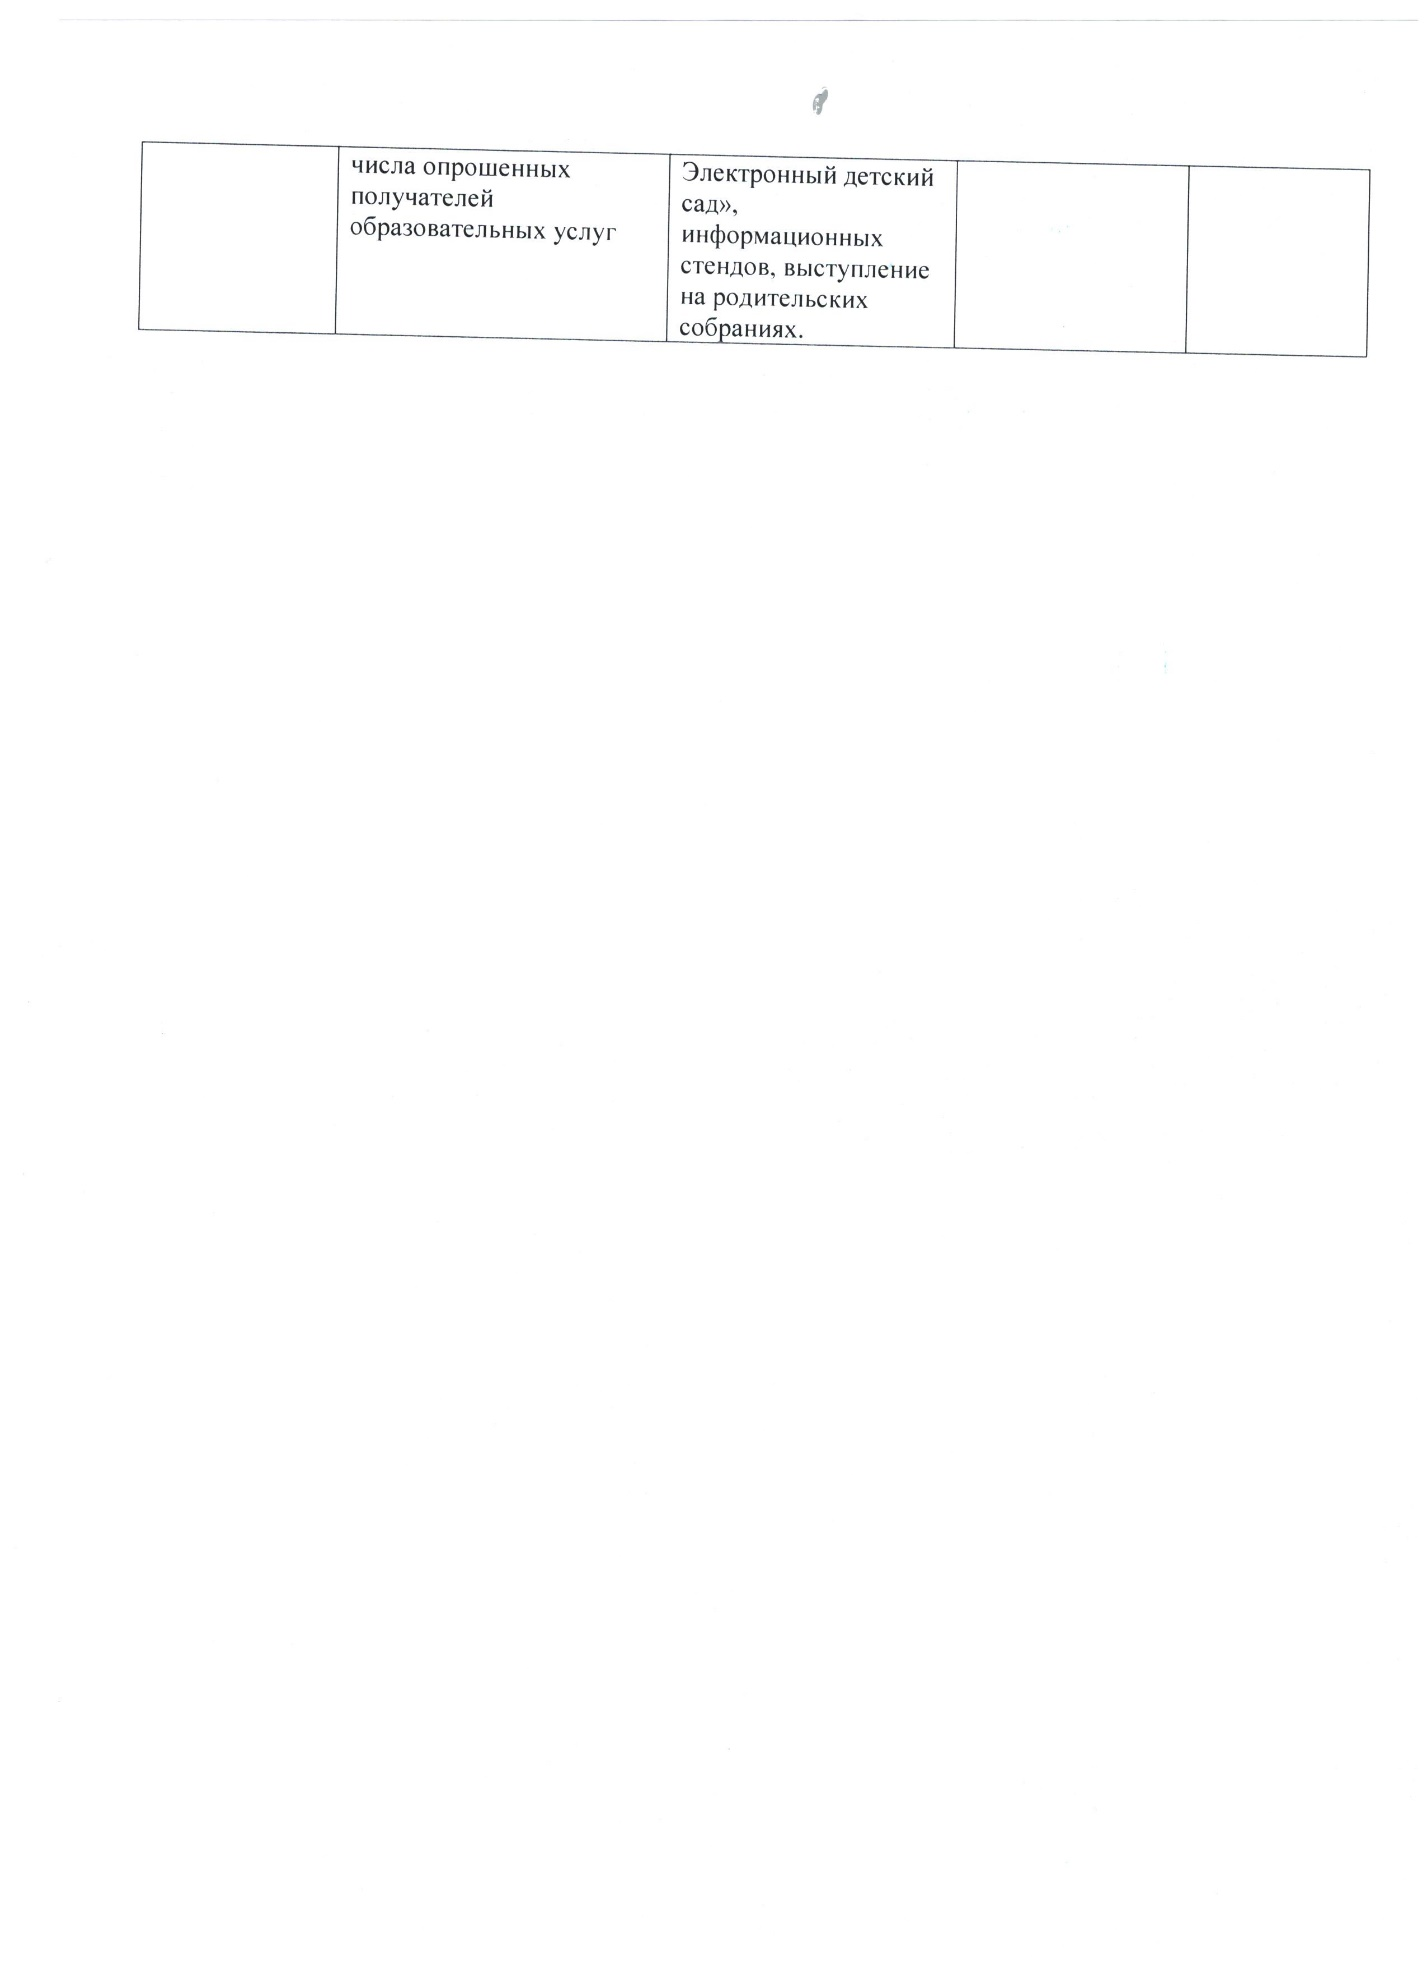 числа опрошенных
получателей
образовательных услуг
Электронный детский
сад»,
информационных
стендов, выступление
на родительских
собраниях.